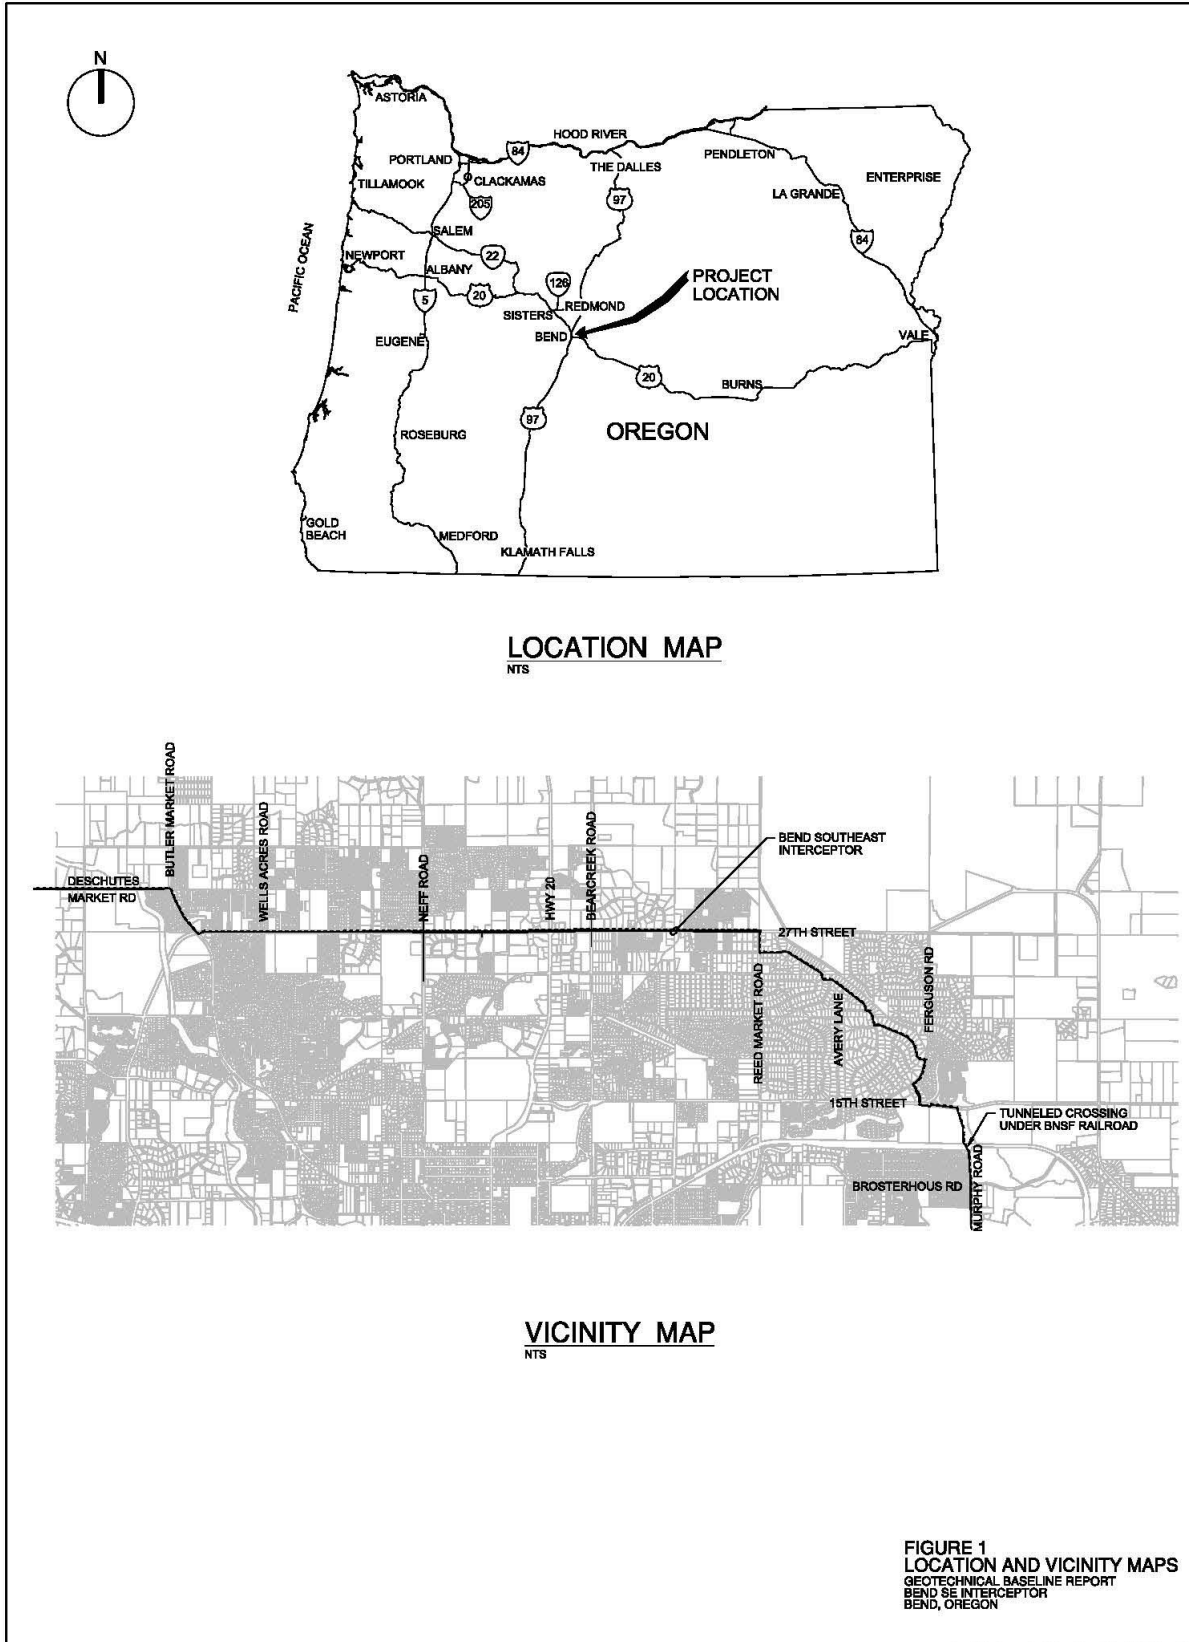 N
ASTORIA
HOOD RIVER
84
PORTLAND
THE DALLES
PENDLETON
TILLAMOOK
CLACKAMAS
ENTERPRISE
LA GRANDE
205
97
SALEM
84
PACIFIC OCEAN
NEWPORT
22
ALBANY
PROJECT
LOCATION
126
5
20
REDMOND
SISTERS
BEND
EUGENE
VALE
20
BURNS
97
OREGON
ROSEBURG
GOLD
BEACH
MEDFORD
KLAMATH FALLS
LOCATION MAP
NTS
BUTLER MARKET ROAD
WELLS ACRES ROAD
NEFF ROAD
HWY 20
BEARCREEK ROAD
BEND SOUTHEAST
INTERCEPTOR
DESCHUTES
MARKET RD
27TH STREET
REED MARKET ROAD
AVERY LANE
FERGUSON RD
15TH STREET
TUNNELED CROSSING
UNDER BNSF RAILROAD
BROSTERHOUS RD
MURPHY ROAD
VICINITY MAP
NTS
FIGURE 1
LOCATION AND VICINITY MAPS
GEOTECHNICAL BASELINE REPORT
BEND SE INTERCEPTOR
BEND, OREGON